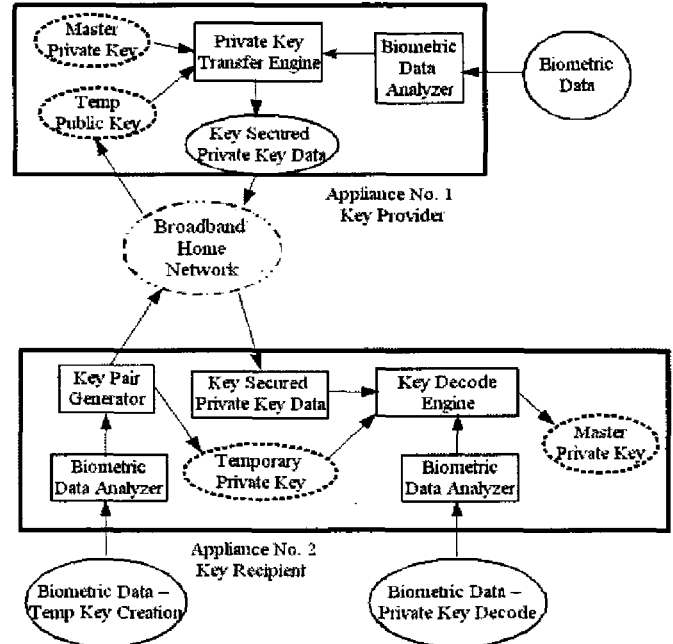 Master
Private Key
Private Key
Transfer Engine
Biometric
Data
Analyzer
Biometric
Data
Temp
Public Key
Key Secured
Private Key Data
Appliance No. 1
Key Provider
Broadband
Home
Network
Key Pair
Generator
Key Secured
Private Key Data
Key Decode
Engine
Master
Private Key
Biometric
Data Analyzer
Temporary
Private Key
Biometric
Data Analyzer
Appliance No. 2
Key Recipient
Biometric Data –
Temp Key Creation
Biometric Data –
Private Key Decode